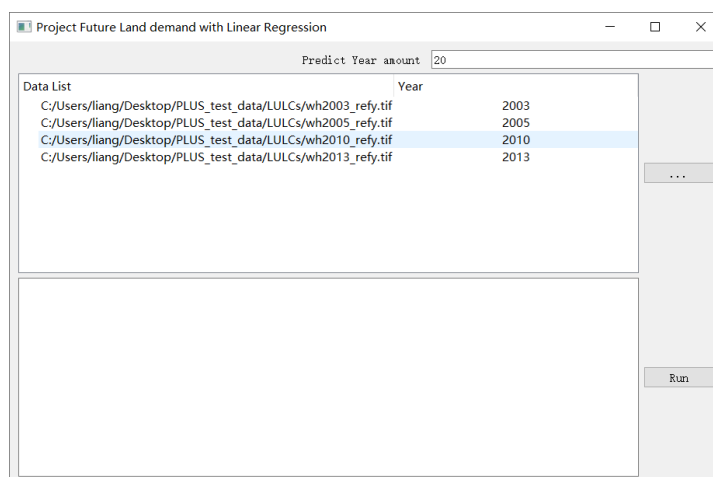 Project Future Land demand with Linear Regression
Predict Year amount 20
Data List Year
C:/Users/liang/Desktop/PLUS_test_data/LULCs/wh2003_refy.tif 2003
C:/Users/liang/Desktop/PLUS_test_data/LULCs/wh2005_refy.tif 2005
C:/Users/liang/Desktop/PLUS_test_data/LULCs/wh2010_refy.tif 2010
C:/Users/liang/Desktop/PLUS_test_data/LULCs/wh2013_refy.tif 2013
...
Run